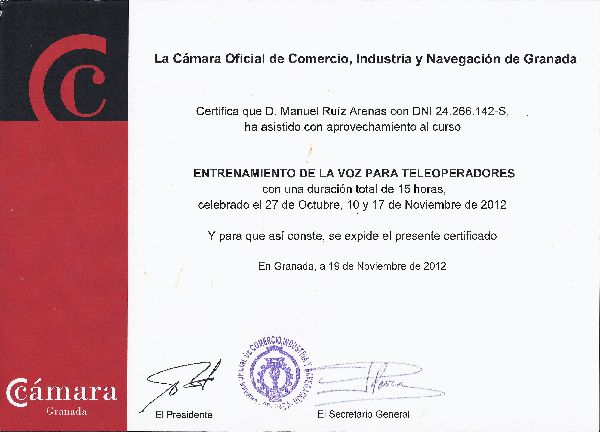 La Cámara Oficial de Comercio, Industria y Navegación de Granada
Certifica que D. Manuel Ruíz Arenas con DNI 24.266.142-S,
ha asistido con aprovechamiento al curso
ENTRENAMIENTO DE LA VOZ PARA TELEOPERADORES
con una duración total de 15 horas,
celebrado el 27 de Octubre, 10 y 17 de Noviembre de 2012
Y para que así conste, se expide el presente certificado
En Granada, a 19 de Noviembre de 2012
cámara
Granada
El Presidente
El Secretario General